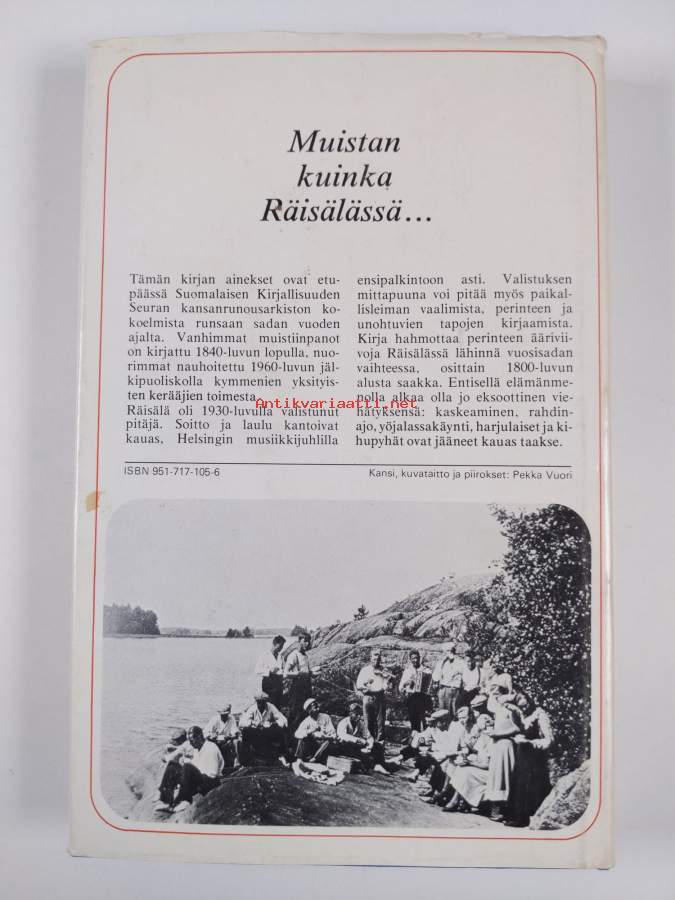 Muistan
kuinka
Räisälässä...
Tämän kirjan ainekset ovat etu-
päässä Suomalaisen Kirjallisuuden
Seuran kansanrunousarkiston ko-
koelmista runsaan sadan vuoden
ajalta. Vanhimmat muistiinpanot
on kirjattu 1840-luvun lopulla, nuo-
rimmat nauhoitettu 1960-luvun jäl-
kipuoliskolla kymmenien yksityis-
ten kerääjien toimesta.
Räisälä oli 1930-luvulla valistunut
pitäjä. Soitto ja laulu kantoivat
kauas, Helsingin musiikkijuhlilla
ensipalkintoon asti. Valistuksen
mittapuuna voi pitää myös paikal-
lisleiman vaalimista, perinteen ja
unohtuvien tapojen kirjaamista.
Kirja hahmottaa perinteen ääriivii-
voja Räisälässä lähinnä vuosisadan
vaihteessa, osittain 1800-luvun
alusta saakka. Entisellä elämänme-
nolla alkaa olla jo eksoottinen vie-
hätyksensä: kaskeaminen, rahdin-
ajo, yöjalassakäynti, harjulaiset ja ki-
hupyhät ovat jääneet kauas taakse.
Antikvariaatti.net
ISBN 951-717-105-6
Kansi, kuvataitto ja piirokset: Pekka Vuori